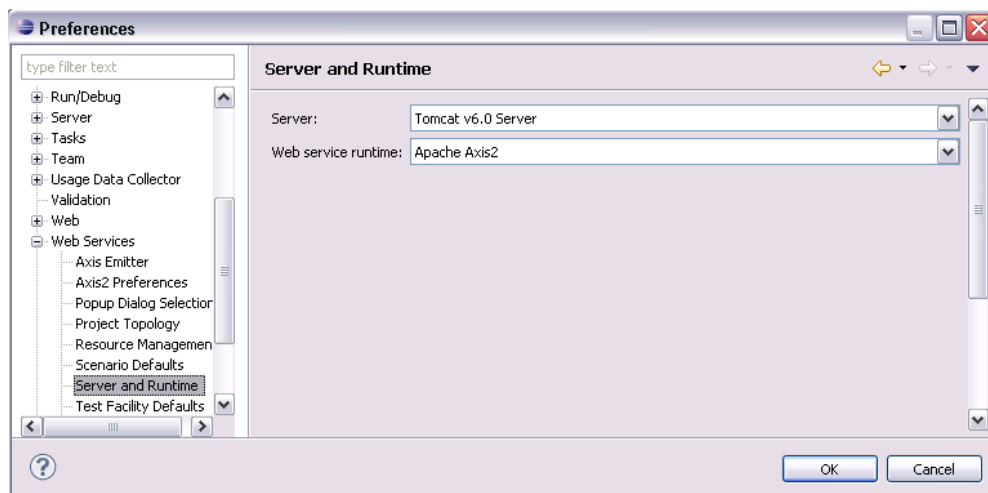 Preferences
type filter text
Run/Debug
Server
Tasks
Team
Usage Data Collector
Validation
Web
Web Services
Axis Emitter
Axis2 Preferences
Popup Dialog Selection
Project Topology
Resource Managemen
Scenario Defaults
Server and Runtime
Test Facility Defaults
Server and Runtime
Server: Tomcat v6.0 Server
Web service runtime: Apache Axis2
OK Cancel